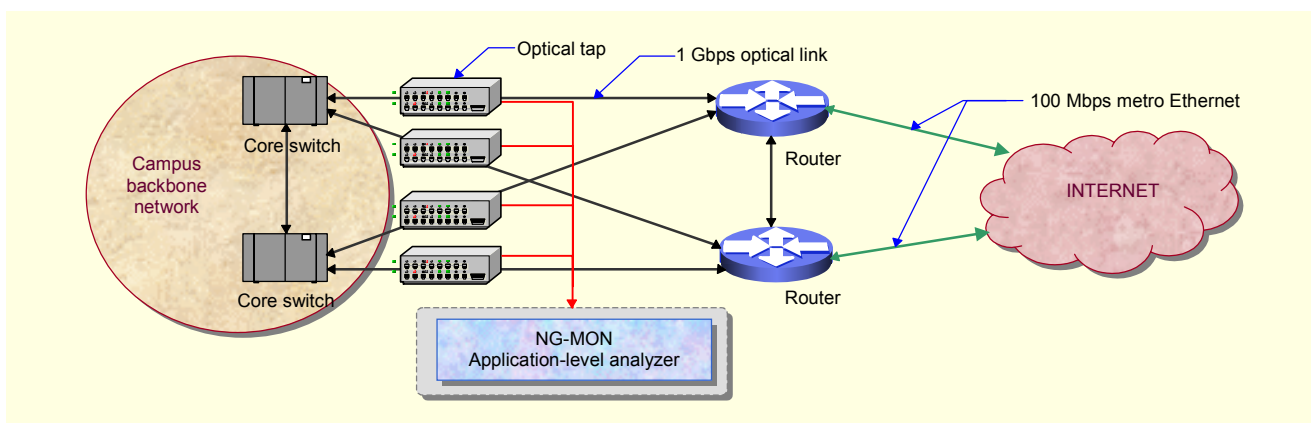 Optical tap
1 Gbps optical link
100 Mbps metro Ethernet
Core switch
Router
Campus
backbone
network
INTERNET
Core switch
Router
NG-MON
Application-level analyzer